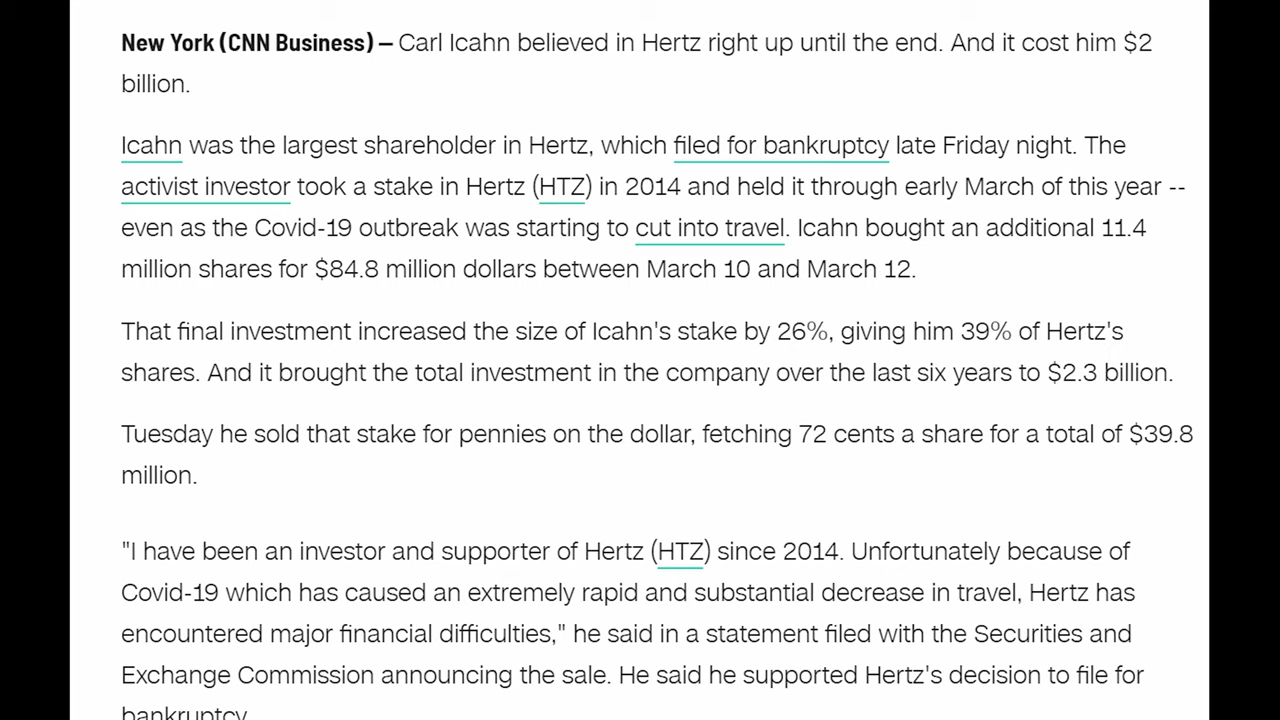 New York (CNN Business) — Carl Icahn believed in Hertz right up until the end. And it cost him $2
billion.
Icahn was the largest shareholder in Hertz, which filed for bankruptcy late Friday night. The
activist investor took a stake in Hertz (HTZ) in 2014 and held it through early March of this year --
even as the Covid-19 outbreak was starting to cut into travel. Icahn bought an additional 11.4
million shares for $84.8 million dollars between March 10 and March 12.
That final investment increased the size of Icahn's stake by 26%, giving him 39% of Hertz's
shares. And it brought the total investment in the company over the last six years to $2.3 billion.
Tuesday he sold that stake for pennies on the dollar, fetching 72 cents a share for a total of $39.8
million.
"I have been an investor and supporter of Hertz (HTZ) since 2014. Unfortunately because of
Covid-19 which has caused an extremely rapid and substantial decrease in travel, Hertz has
encountered major financial difficulties," he said in a statement filed with the Securities and
Exchange Commission announcing the sale. He said he supported Hertz's decision to file for
bankruptcy.